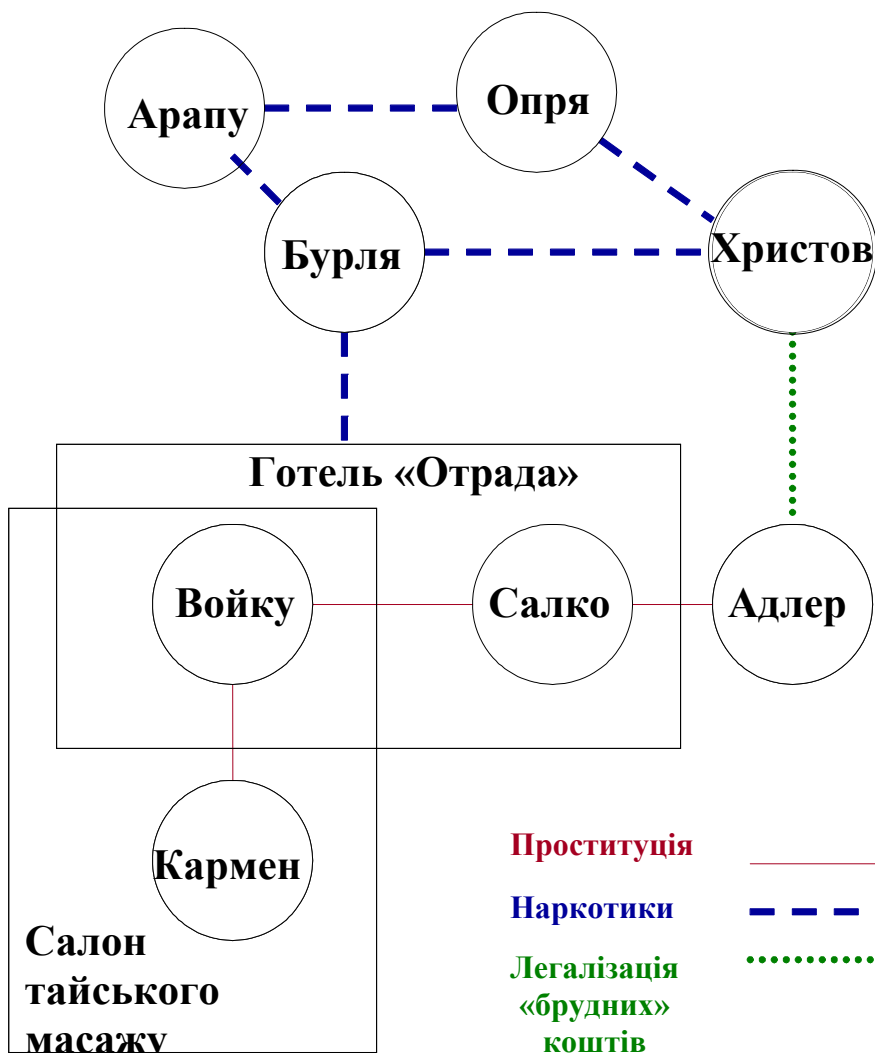 Арапу
Опря
Бурля
Христов
Готель «Отрада»
Войку
Салко
Адлер
Кармен
Салон
тайського
масажу
Проституція
Наркотики
Легалізація
«брудних»
коштів